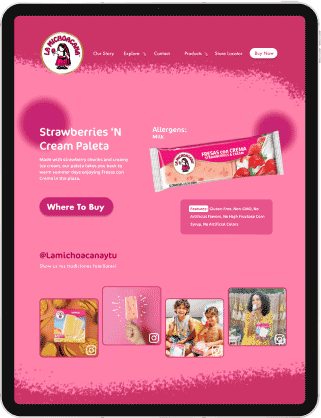 LA MICHOACANA
Our Story Explore Contact Products Store Locator Buy Now
Strawberries 'N
Cream Paleta
Made with strawberry chunks and creamy
ice cream, our paleta takes you back to
warm summer days enjoying Fresas con
Crema in the plaza.
Where To Buy
Allergens:
Milk
FRESAS con CREMA
STRAWBERRIES & CREAM
Features: Gluten Free, Non-GMO, No
Artificial Flavors, No High Fructose Corn
Syrup, No Artificial Colors
@Lamichoacanaytu
Show us your